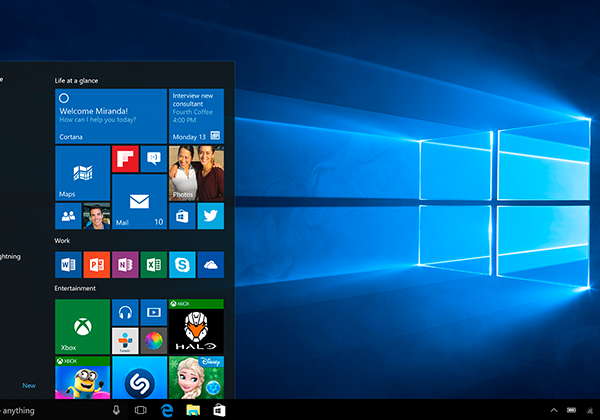 e
Life at a glance
Welcome Miranda!
How can I help you today?
Cortana
Interview new
consultant
Fourth Coffee
4:00 PM
Monday 13
Maps
Photos
Mail 10
Work
ghtning
Entertainment
Xbox
XBOX
HALO
XBOX
Disney
New
anything